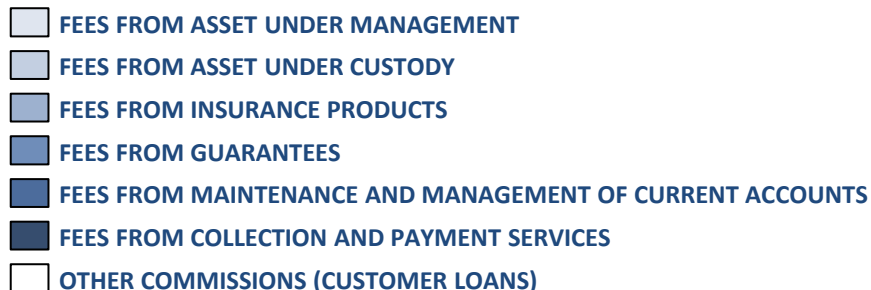 FEES FROM ASSET UNDER MANAGEMENT
FEES FROM ASSET UNDER CUSTODY
FEES FROM INSURANCE PRODUCTS
FEES FROM GUARANTEES
FEES FROM MAINTENANCE AND MANAGEMENT OF CURRENT ACCOUNTS
FEES FROM COLLECTION AND PAYMENT SERVICES
OTHER COMMISSIONS (CUSTOMER LOANS)